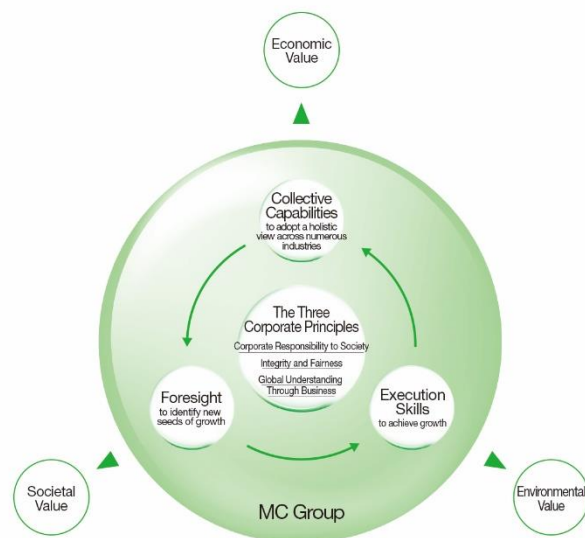 Economic
Value
Collective
Capabilities
to adopt a holistic
view across numerous
industries
The Three
Corporate Principles
Corporate Responsibility to Society
Integrity and Fairness
Global Understanding
Through Business
Foresight
to identify new
seeds of growth
Execution
Skills
to achieve growth
Societal
Value
Environmental
Value
MC Group